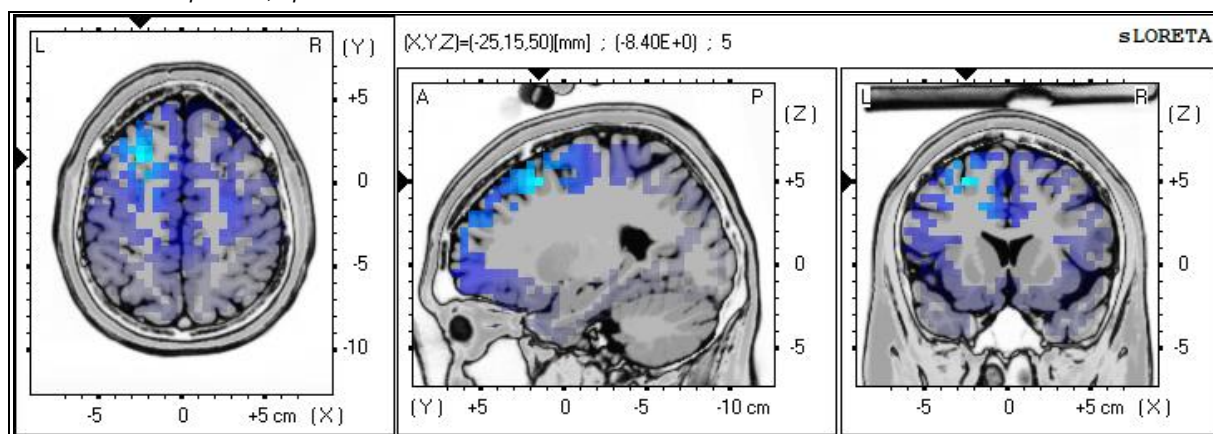 (X,Y,Z)=(-25,15,50)[mm] ; (-8.40E+0) ; 5
sLORETA
L R (Y)
+5
0
-5
-10
-5 0 +5 cm (X)
A P (Z)
+5
0
-5
(Y) +5 0 -5 -10 cm
L R (Z)
+5
0
-5
-5 0 +5 cm (X)